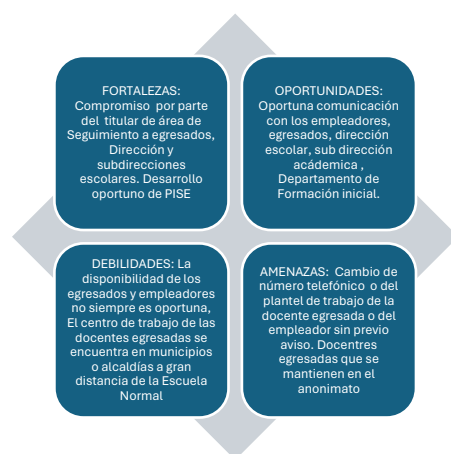 FORTALEZAS:
Compromiso por parte
del titular de área de
Seguimiento a egresados,
Dirección y
subdirecciones
escolares. Desarrollo
oportuno de PISE
OPORTUNIDADES:
Oportuna comunicación
con los empleadores,
egresados, dirección
escolar, sub dirección
acádemica ,
Departamento de
Formación inicial.
DEBILIDADES: La
disponibilidad de los
egresados y empleadores
no siempre es oportuna,
El centro de trabajo de las
docentes egresadas se
encuentra en municipios
o alcaldías a gran
distancia de la Escuela
Normal
AMENAZAS: Cambio de
número telefónico o del
plantel de trabajo de la
docente egresada o del
empleador sin previo
aviso. Docentres
egresadas que se
mantienen en el
anonimato